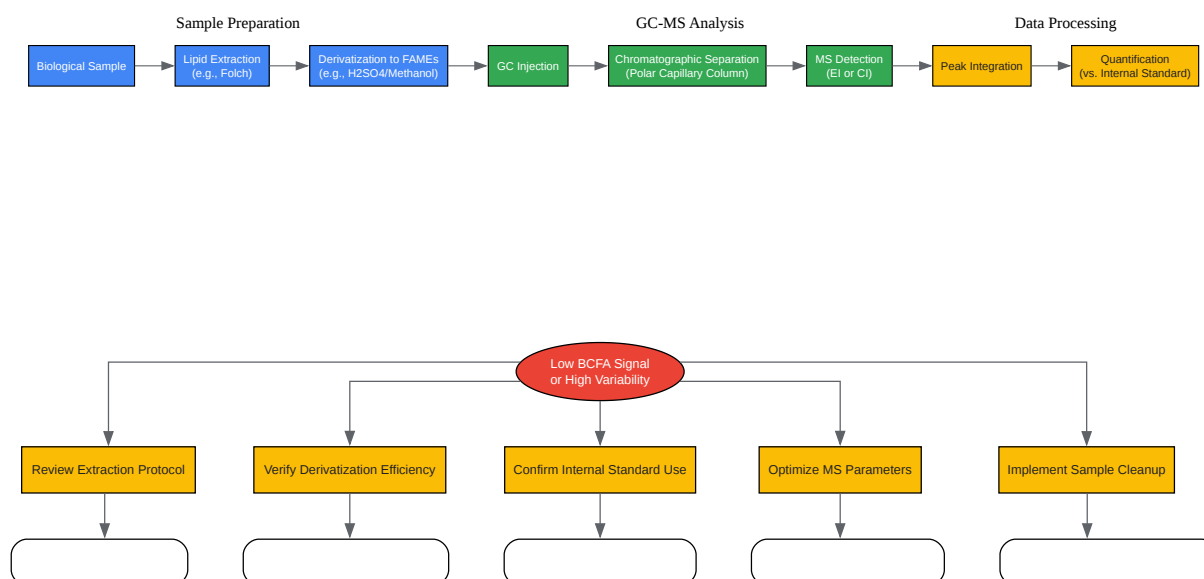 Sample Preparation
GC-MS Analysis
Data Processing
Biological Sample
Lipid Extraction
(e.g., Folch)
Derivatization to FAMEs
(e.g., H2SO4/Methanol)
GC Injection
Chromatographic Separation
(Polar Capillary Column)
MS Detection
(EI or CI)
Peak Integration
Quantification
(vs. Internal Standard)
Low BCFA Signal
or High Variability
Review Extraction Protocol
Verify Derivatization Efficiency
Confirm Internal Standard Use
Optimize MS Parameters
Implement Sample Cleanup